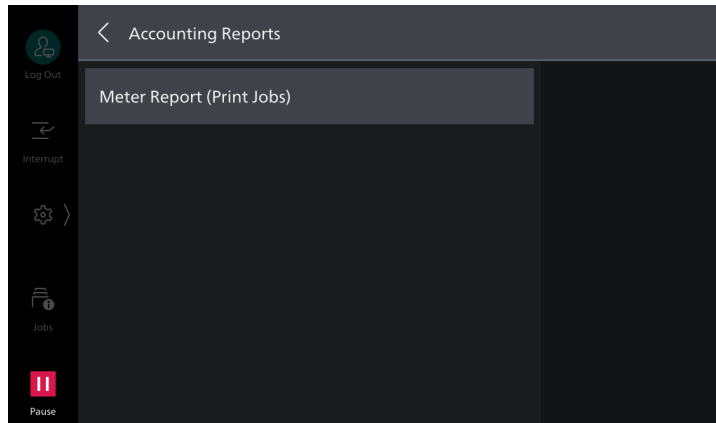 Accounting Reports
Log Out
Meter Report (Print Jobs)
Interrupt
Jobs
Pause